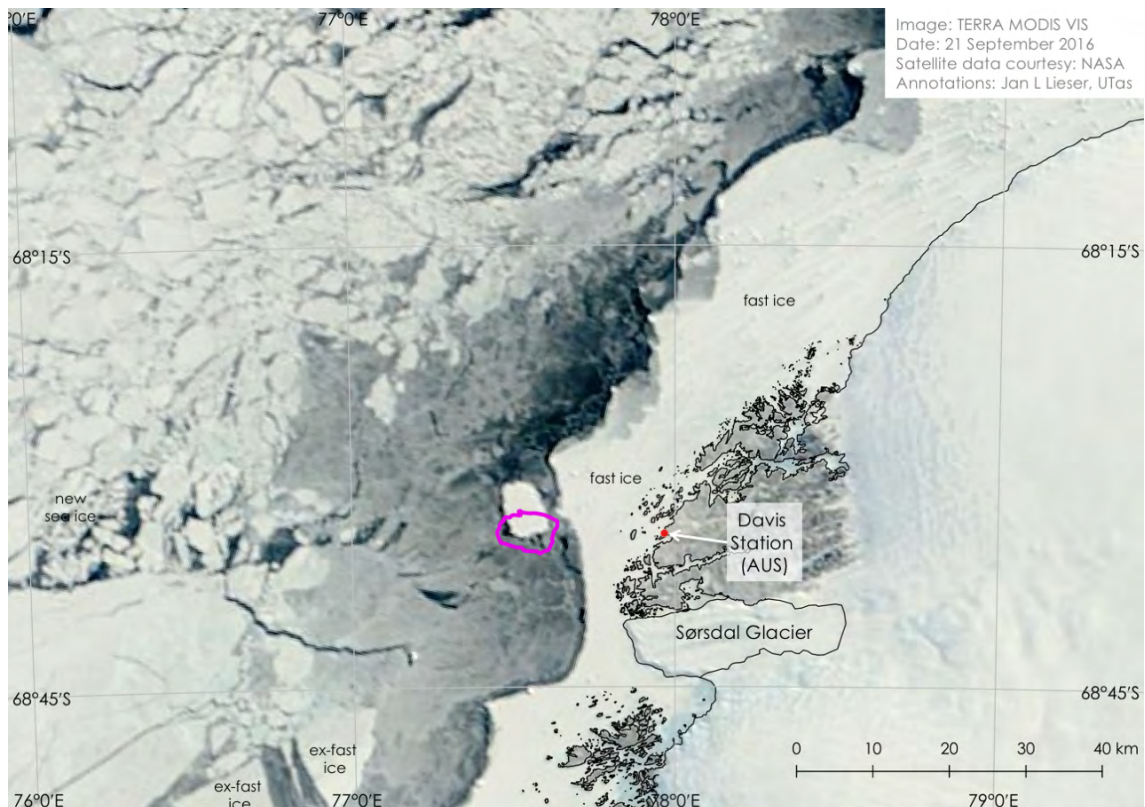 Image: TERRA MODIS VIS
Date: 21 September 2016
Satellite data courtesy: NASA
Annotations: Jan L Lieser, UTas
77°0'E
78°0'E
68°15'S
68°15'S
fast ice
fast ice
new
sea ice
Davis
Station
(AUS)
Sørsdal Glacier
68°45'S
68°45'S
ex-fast
ice
ex-fast
ice
0 10 20 30 40 km
76°0'E
77°0'E
78°0'E
79°0'E